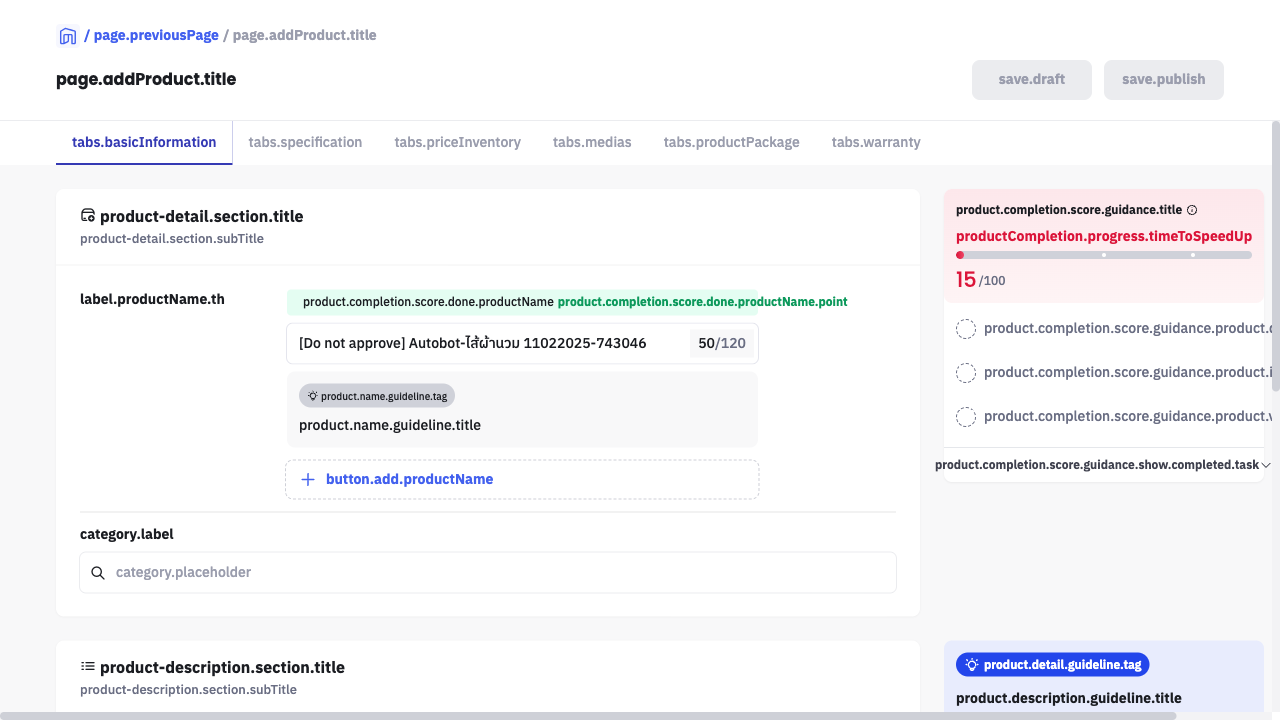 / page.previousPage / page.addProduct.title
page.addProduct.title
save.draft
save.publish
tabs.basicInformation
tabs.specification
tabs.priceInventory
tabs.medias
tabs.productPackage
tabs.warranty
product-detail.section.title
product-detail.section.subTitle
label.productName.th
product.completion.score.done.productName product.completion.score.done.productName.point
[Do not approve] Autobot-ไส้ผ้านวม 11022025-743046
50/120
product.name.guideline.tag
product.name.guideline.title
button.add.productName
category.label
category.placeholder
product-description.section.title
product-description.section.subTitle
product.completion.score.guidance.title
productCompletion.progress.timeToSpeedUp
15 /100
product.completion.score.guidance.product.
product.completion.score.guidance.product.
product.completion.score.guidance.product.
product.completion.score.guidance.show.completed.task
product.detail.guideline.tag
product.description.guideline.title